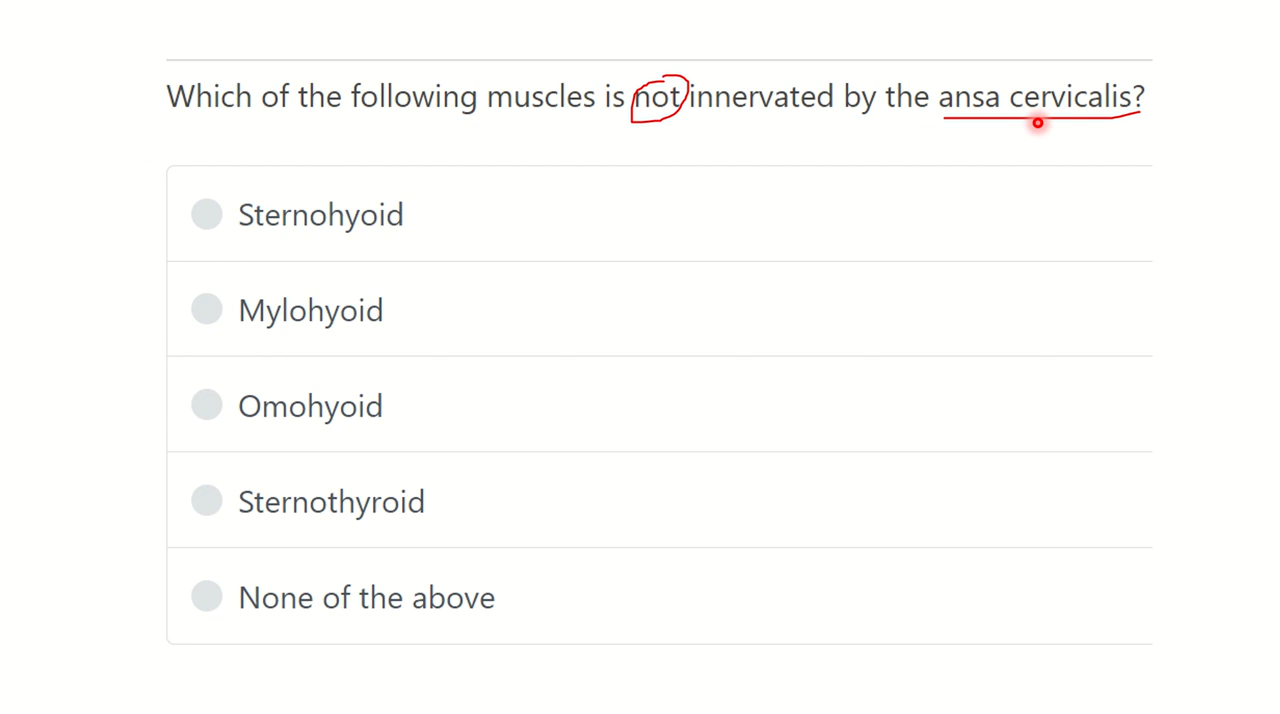 Which of the following muscles is not innervated by the ansa cervicalis?
Sternohyoid
Mylohyoid
Omohyoid
Sternothyroid
None of the above